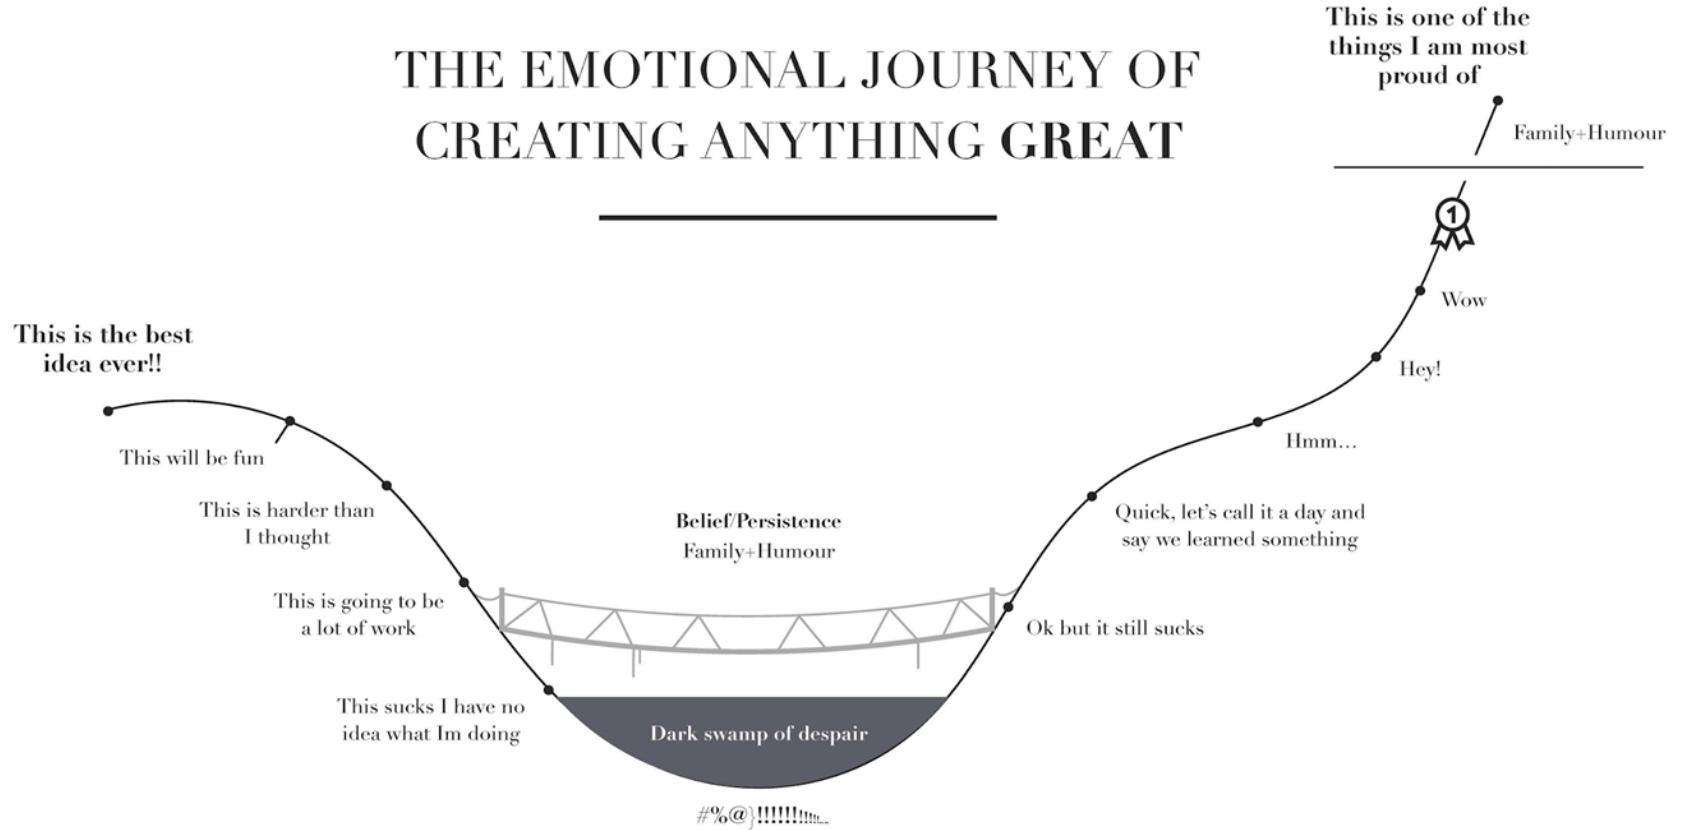 THE EMOTIONAL JOURNEY OF
CREATING ANYTHING GREAT
This is the best
idea ever!!
This will be fun
This is harder than
I thought
This is going to be
a lot of work
This sucks I have no
idea what Im doing
Belief/Persistence
Family+Humour
Dark swamp of despair
#%@}!!!!!!!!!!!...
Ok but it still sucks
Quick, let's call it a day and
say we learned something
Hmm...
Hey!
Wow
1
Family+Humour
This is one of the
things I am most
proud of